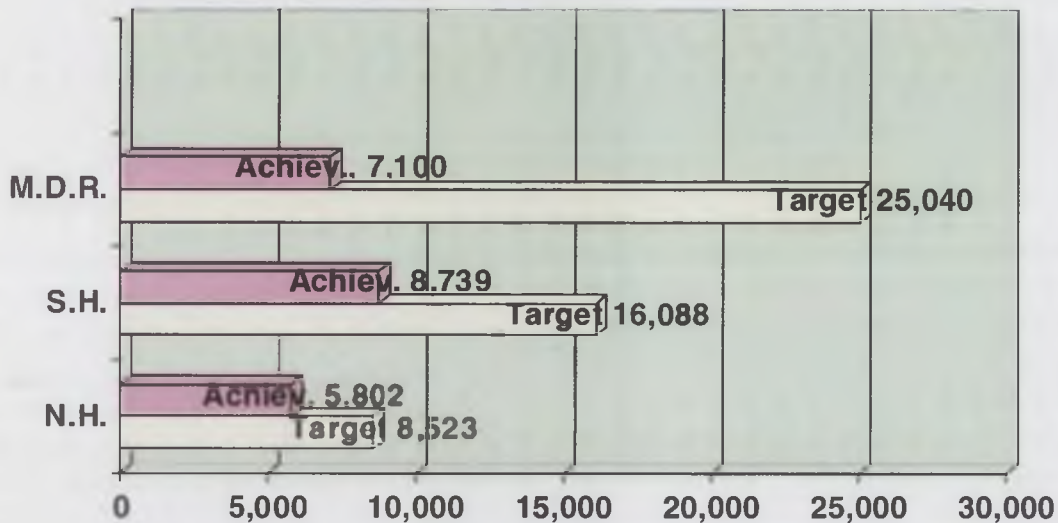 Achiev., 7,100
M.D.R.
Target 25,040
Achiev. 8.739
S.H.
Target 16,088
Achiev. 5.802
N.H.
Target 8,523
0 5,000 10,000 15,000 20,000 25,000 30,000